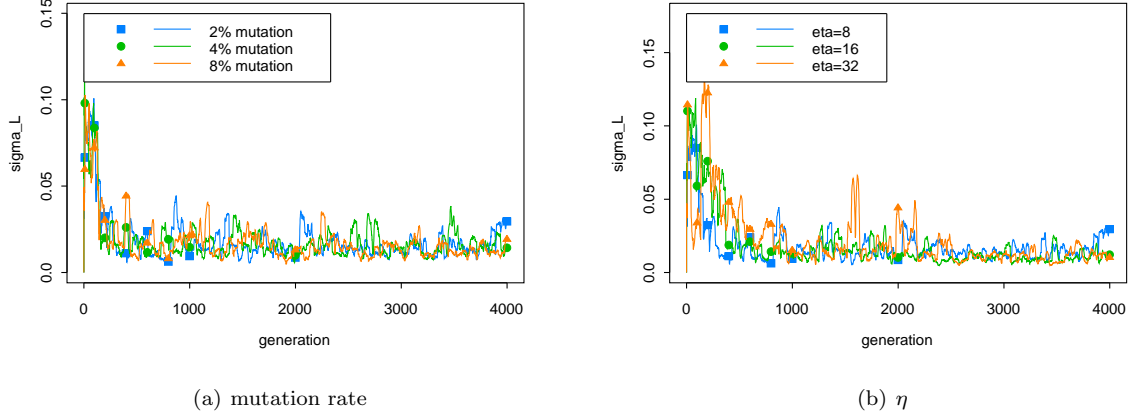 0.15
0.10
0.05
0.0
sigma_L
2% mutation
4% mutation
8% mutation
0
1000
2000
3000
4000
generation
(a) mutation rate
0.15
0.10
0.05
0.0
sigma_L
eta=8
eta=16
eta=32
0
1000
2000
3000
4000
generation
(b) η